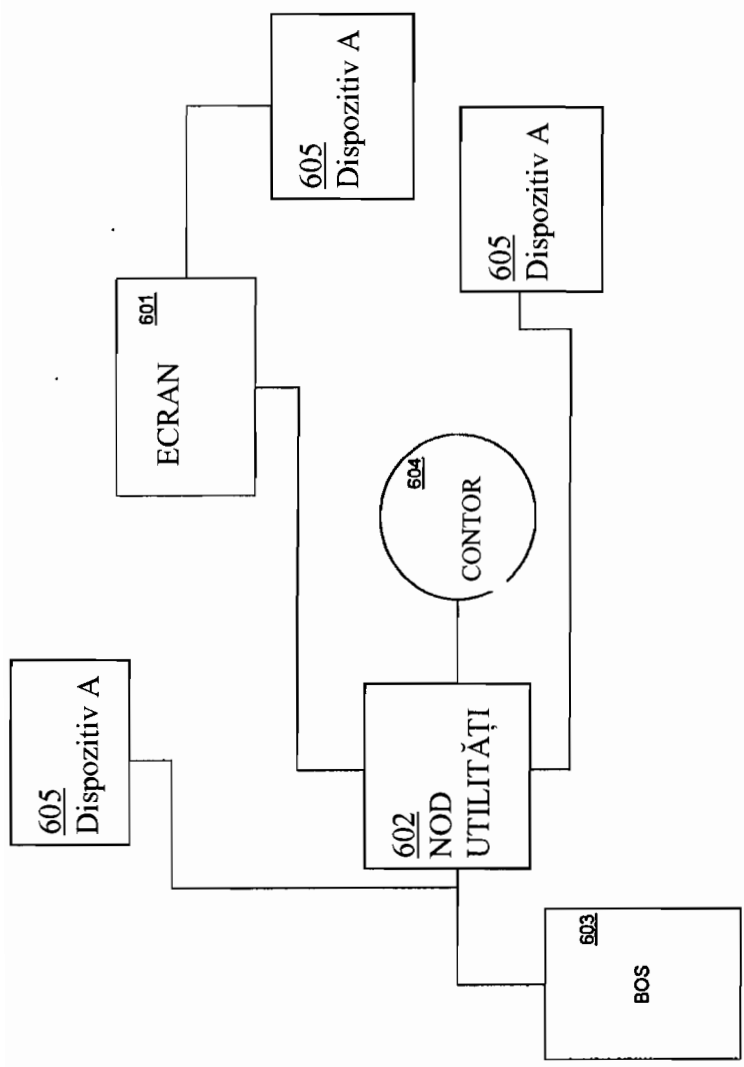 605
Dispozitiv A
601
ECRAN
605
Dispozitiv A
605
Dispozitiv A
604
CONTOR
602
NOD
UTILITĂȚI
603
BOS